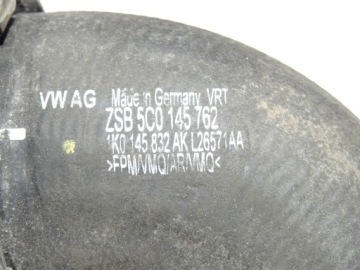 VW AG Made in Germany VRT
ZSB 5C0 145 762
1K0 145 832 AK L26571AA
>FPM/VMQ/AR/VMQ<